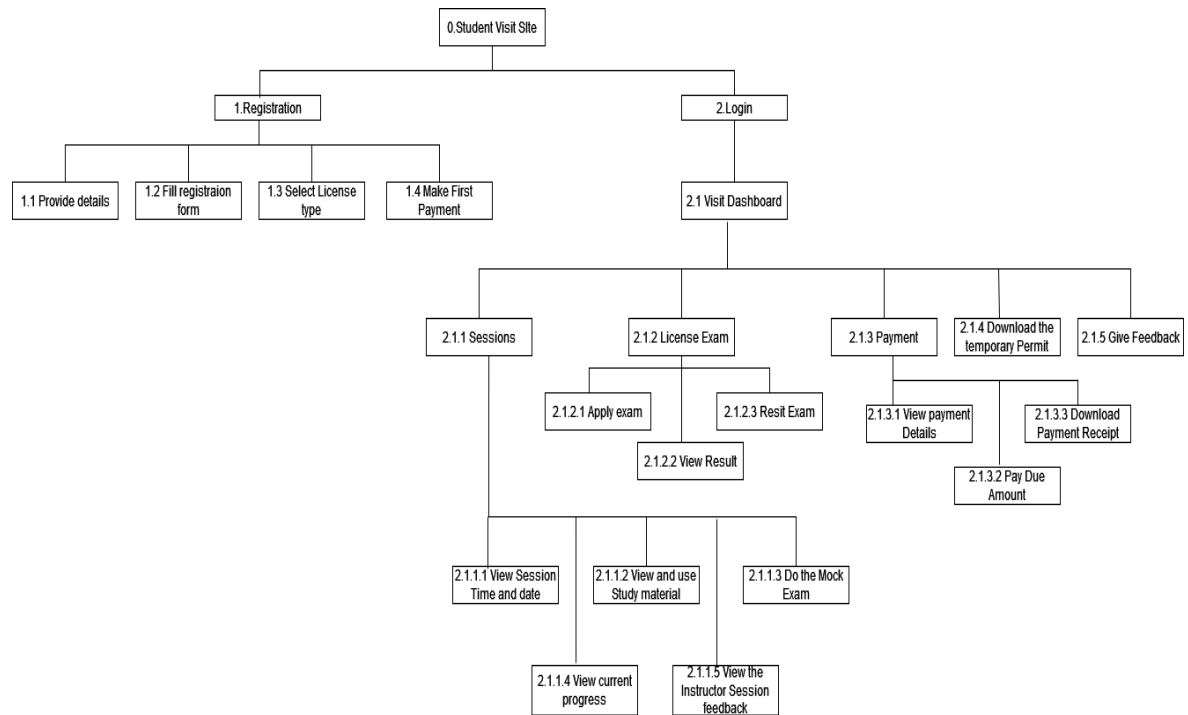 0.Student Visit SIte
1.Registration
2.Login
1.1 Provide details
1.2 Fill registraion
form
1.3 Select License
type
1.4 Make First
Payment
2.1 Visit Dashboard
2.1.1 Sessions
2.1.2 License Exam
2.1.3 Payment
2.1.4 Download the
temporary Permit
2.1.5 Give Feedback
2.1.2.1 Apply exam
2.1.2.3 Resit Exam
2.1.2.2 View Result
2.1.3.1 View payment
Details
2.1.3.3 Download
Payment Receipt
2.1.3.2 Pay Due
Amount
2.1.1.1 View Session
Time and date
2.1.1.2 View and use
Study material
2.1.1.3 Do the Mock
Exam
2.1.1.4 View current
progress
2.1.1.5 View the
Instructor Session
feedback